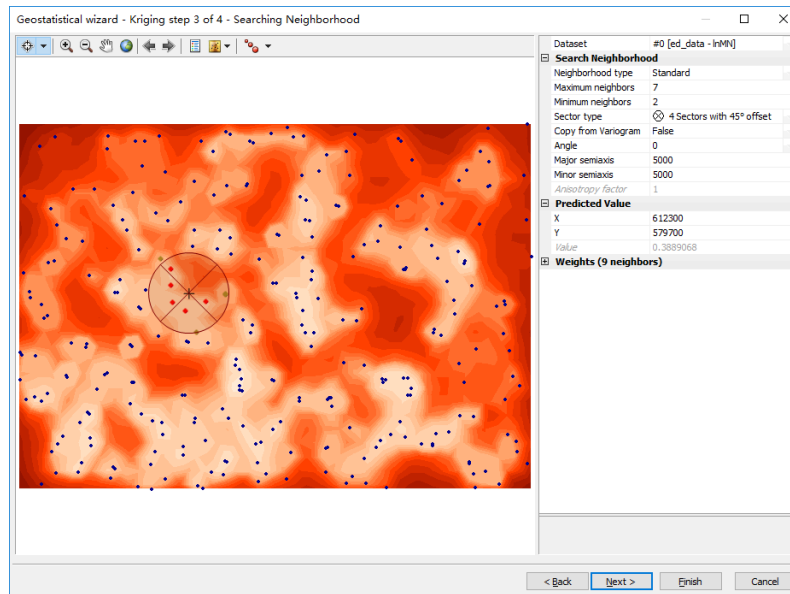 Geostatistical wizard - Kriging step 3 of 4 - Searching Neighborhood
Dataset #0 [ed_data - lnMN]
Search Neighborhood
Neighborhood type Standard
Maximum neighbors 7
Minimum neighbors 2
Sector type 4 Sectors with 45° offset
Copy from Variogram False
Angle 0
Major semiaxis 5000
Minor semiaxis 5000
Anisotropy factor 1
Predicted Value
X 612300
Y 579700
Value 0.3889068
Weights (9 neighbors)
< Back Next > Finish Cancel